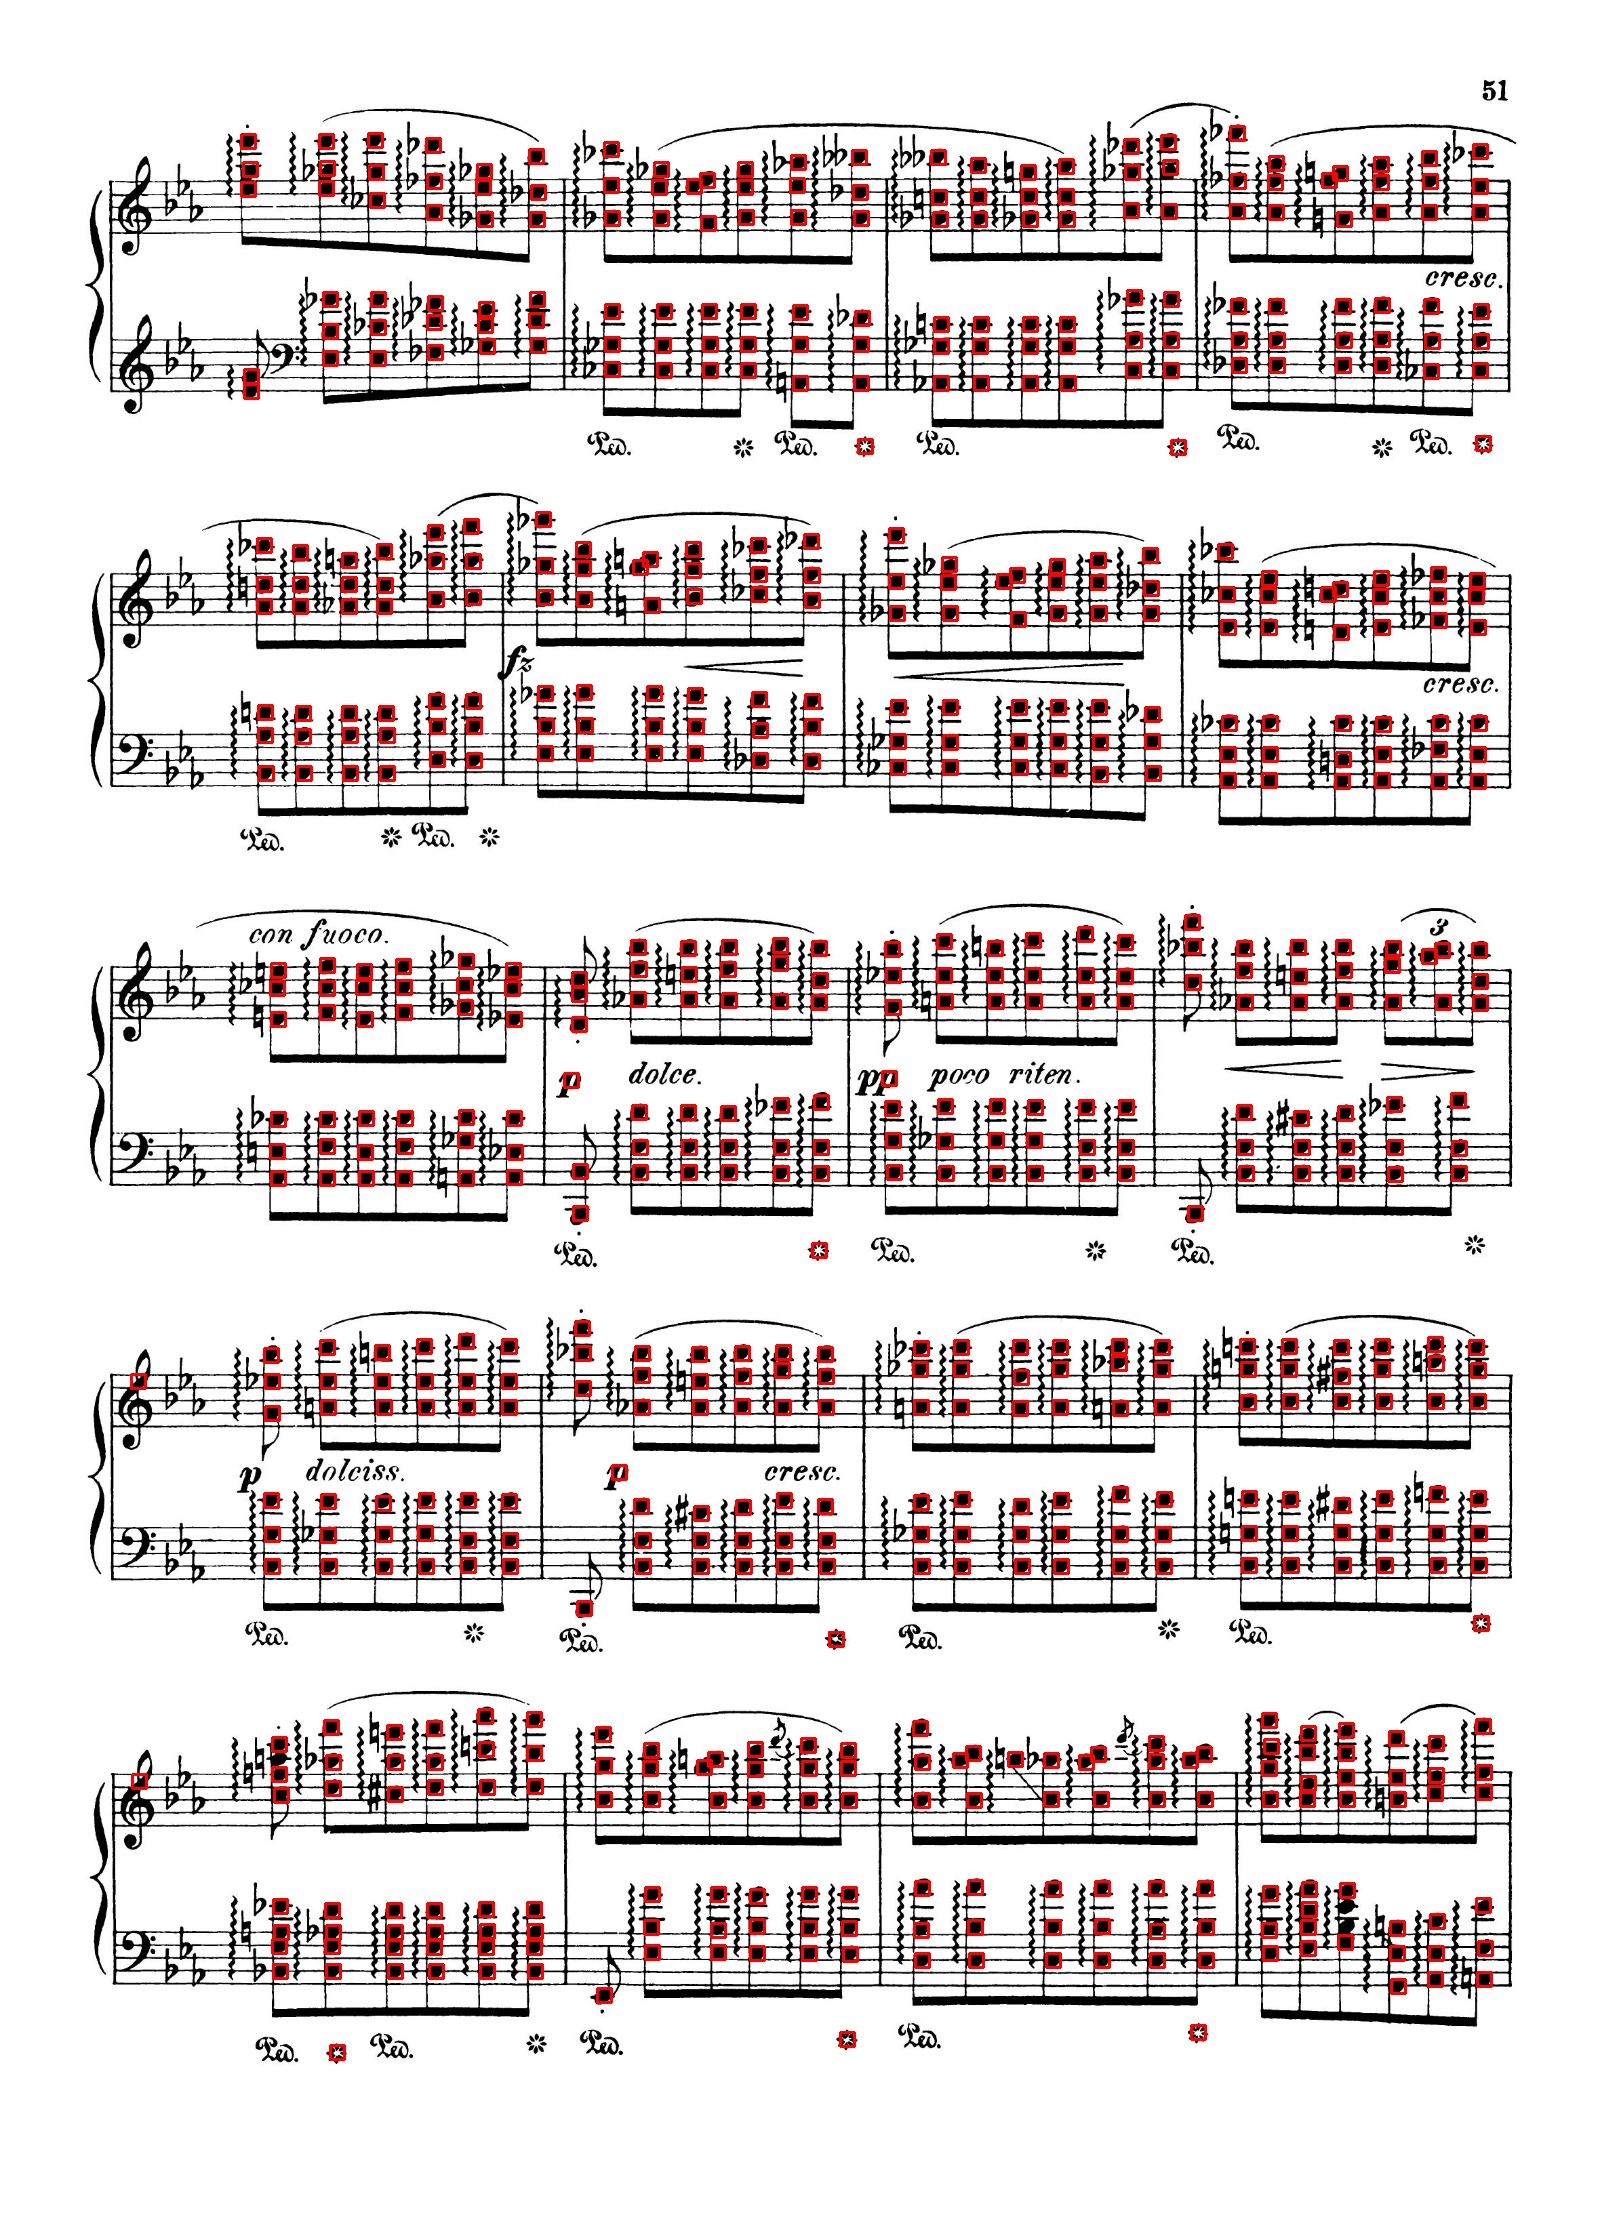 51
cresc.
Ped. Ped. Ped. Ped. Ped.
fz
cresc.
Ped. Ped.
con fuoco.
3
p dolce. pp poco riten.
Ped. Ped. Ped.
p dolciss. p cresc.
Ped. Ped. Ped. Ped.
Ped. Ped. Ped. Ped.